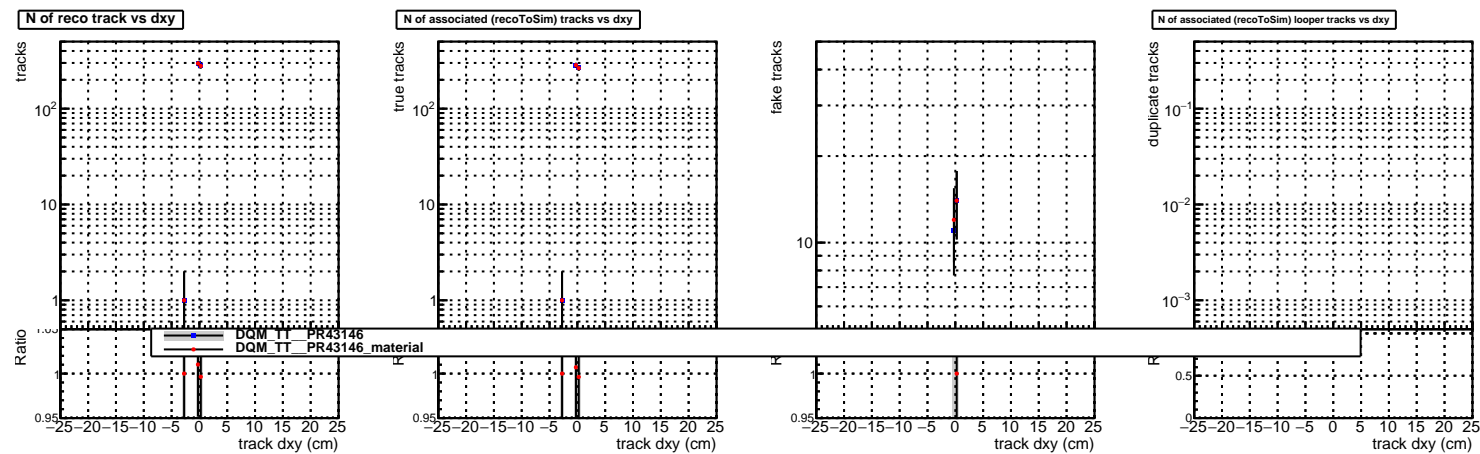 N of reco track vs dxy
tracks
10²
10
1
Ratio
1
0.95
−25 −20 −15 −10 −5 0 5 10 15 20 25
track dxy (cm)
N of associated (recoToSim) tracks vs dxy
true tracks
10²
10
1
1
0.95
−25 −20 −15 −10 −5 0 5 10 15 20 25
track dxy (cm)
fake tracks
10
1
0.95
−25 −20 −15 −10 −5 0 5 10 15 20 25
track dxy (cm)
N of associated (recoToSim) looper tracks vs dxy
duplicate tracks
10⁻¹
10⁻²
10⁻³
0.5
0
−25 −20 −15 −10 −5 0 5 10 15 20 25
track dxy (cm)
DQM_TT__PR43146
DQM_TT__PR43146_material